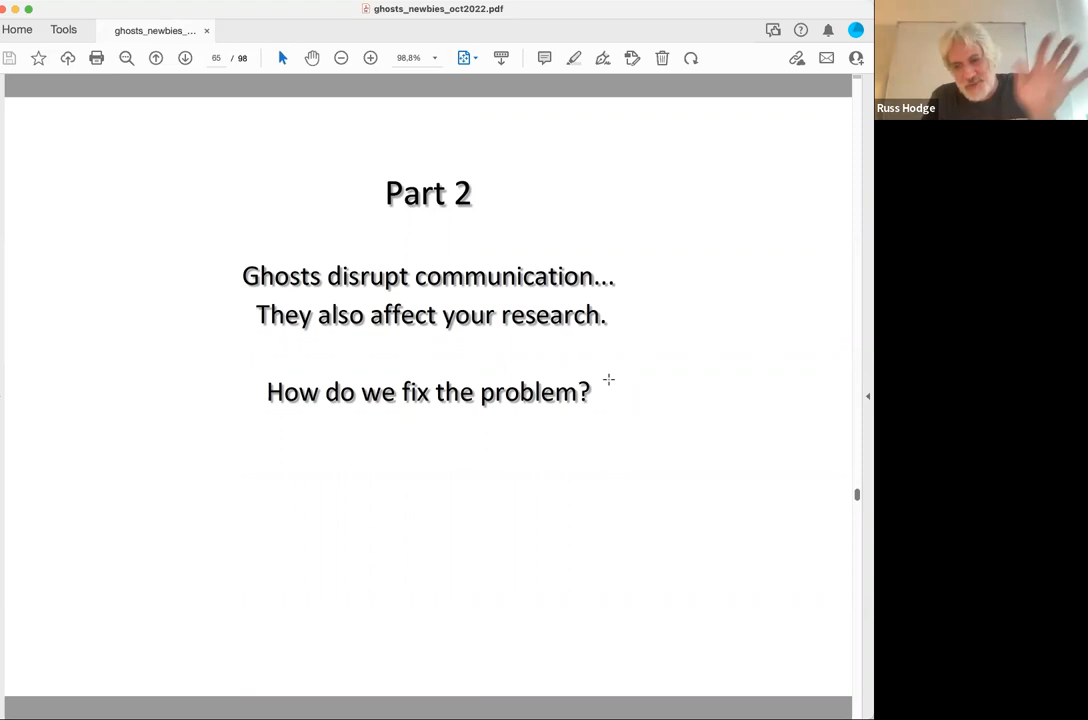 ghosts_newbies_oct2022.pdf
Home Tools ghosts_newbies_... ×
65 / 98 98,8%
Russ Hodge
Part 2
Ghosts disrupt communication...
They also affect your research.
How do we fix the problem?